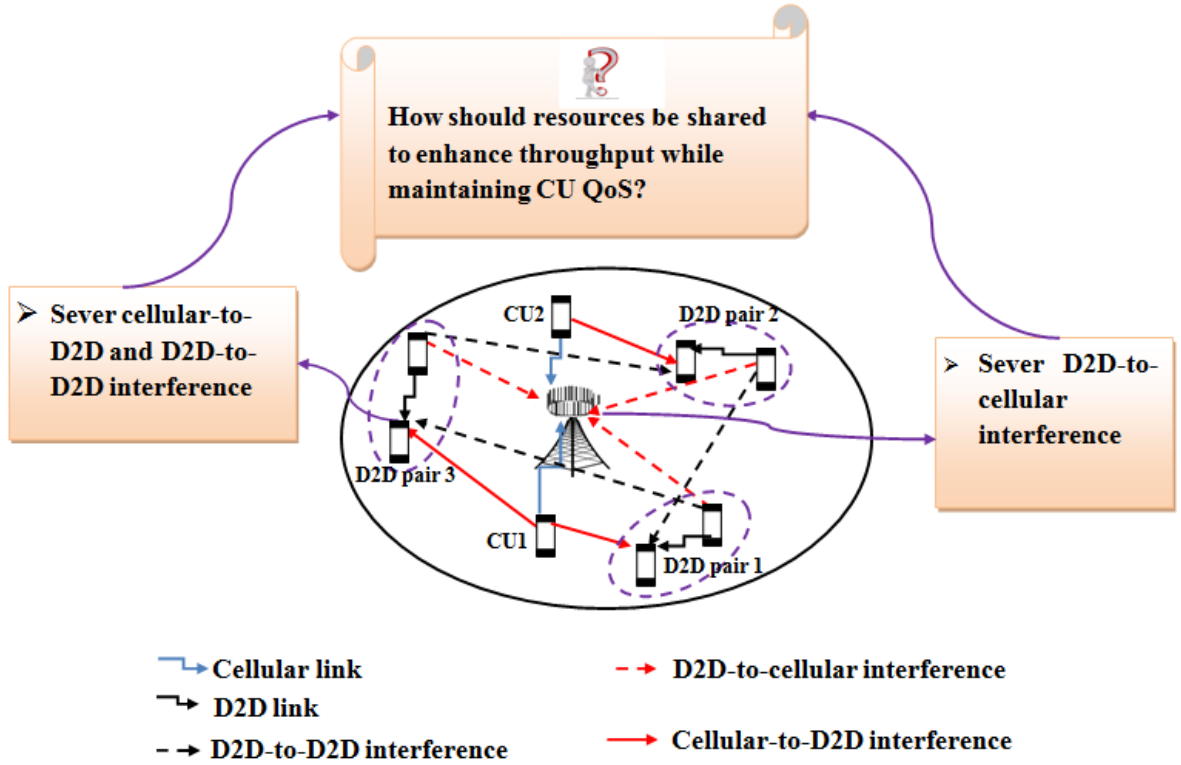 How should resources be shared
to enhance throughput while
maintaining CU QoS?
➢ Sever cellular-to-
D2D and D2D-to-
D2D interference
➢ Sever D2D-to-
cellular
interference
CU2
D2D pair 2
D2D pair 3
CU1
D2D pair 1
Cellular link
D2D link
D2D-to-D2D interference
D2D-to-cellular interference
Cellular-to-D2D interference